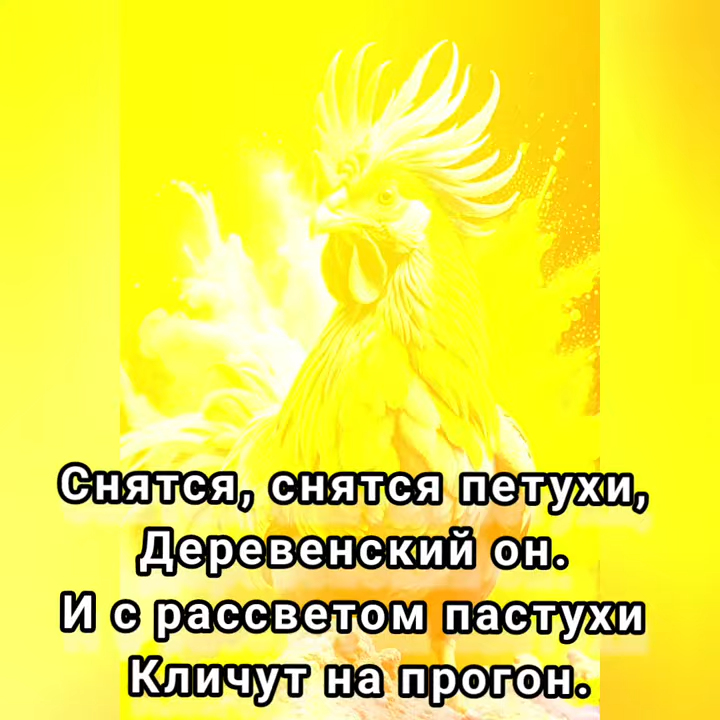 Снятся, снятся петухи,
Деревенский он.
И с рассветом пастухи
Кличут на прогон.